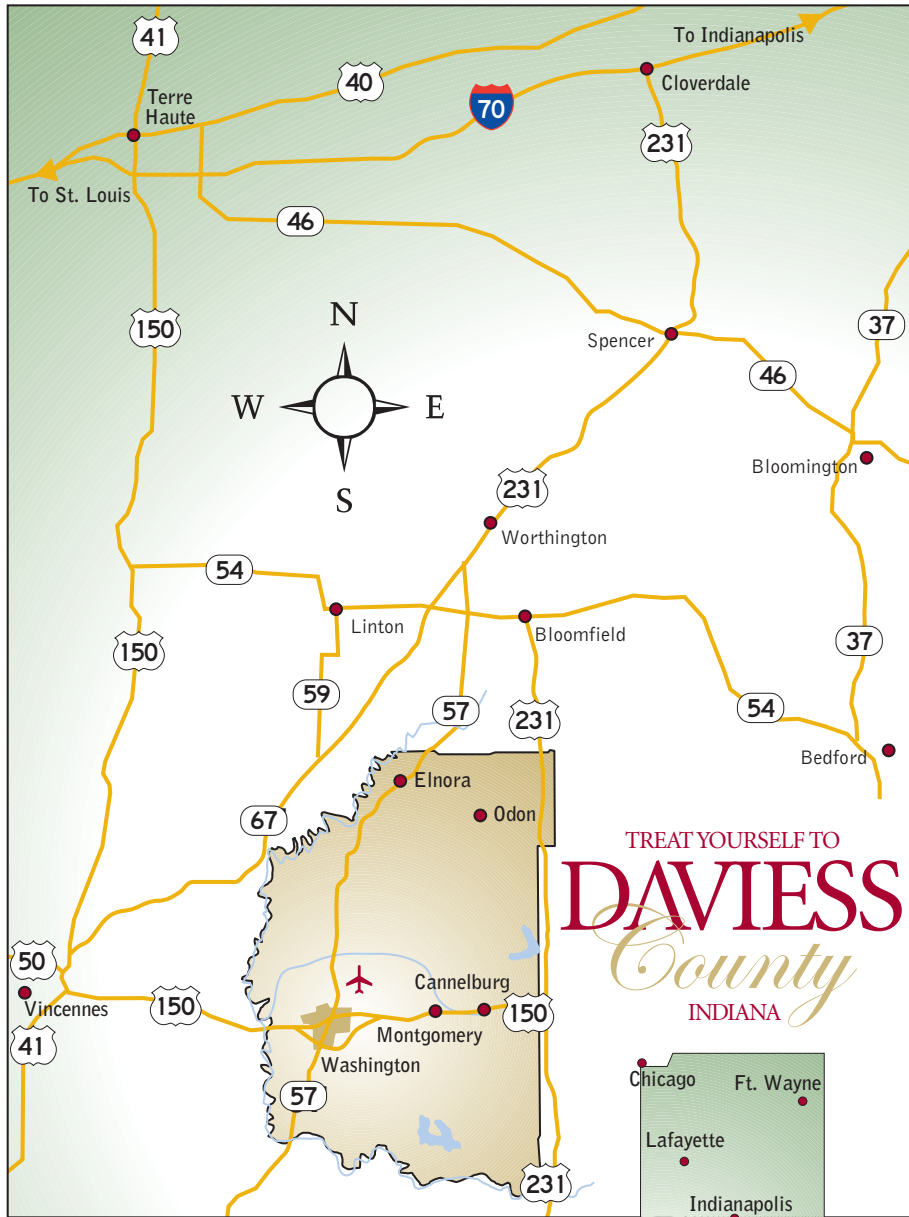 41
To Indianapolis
40
Cloverdale
Terre
Haute
70
231
To St. Louis
46
150
N
37
Spencer
W
E
46
S
Bloomington
231
Worthington
54
Linton
Bloomfield
150
37
59
57
231
54
Bedford
Elnora
67
Odon
TREAT YOURSELF TO
DAVIESS
County
INDIANA
50
Vincennes
150
Cannelburg
150
Montgomery
41
Washington
57
Chicago
Ft. Wayne
Lafayette
231
Indianapolis